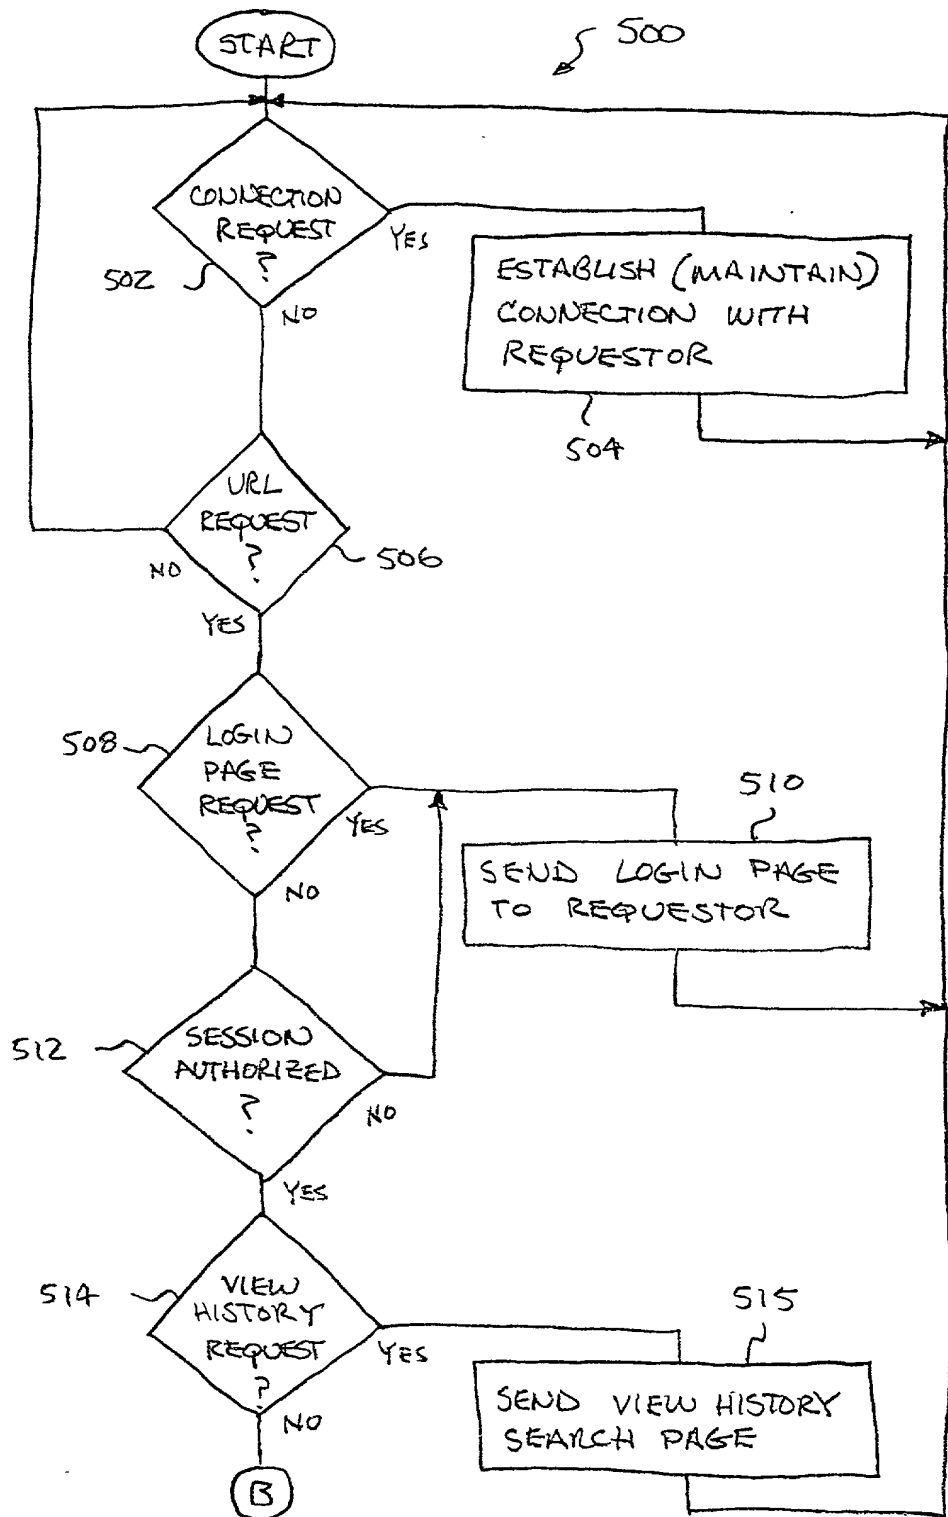 START
500
CONNECTION
REQUEST
?
502
YES
NO
ESTABLISH (MAINTAIN)
CONNECTION WITH
REQUESTOR
504
URL
REQUEST
?
506
NO
YES
508
LOGIN
PAGE
REQUEST
?
YES
NO
510
SEND LOGIN PAGE
TO REQUESTOR
512
SESSION
AUTHORIZED
?
NO
YES
514
VIEW
HISTORY
REQUEST
?
YES
NO
515
SEND VIEW HISTORY
SEARCH PAGE
B